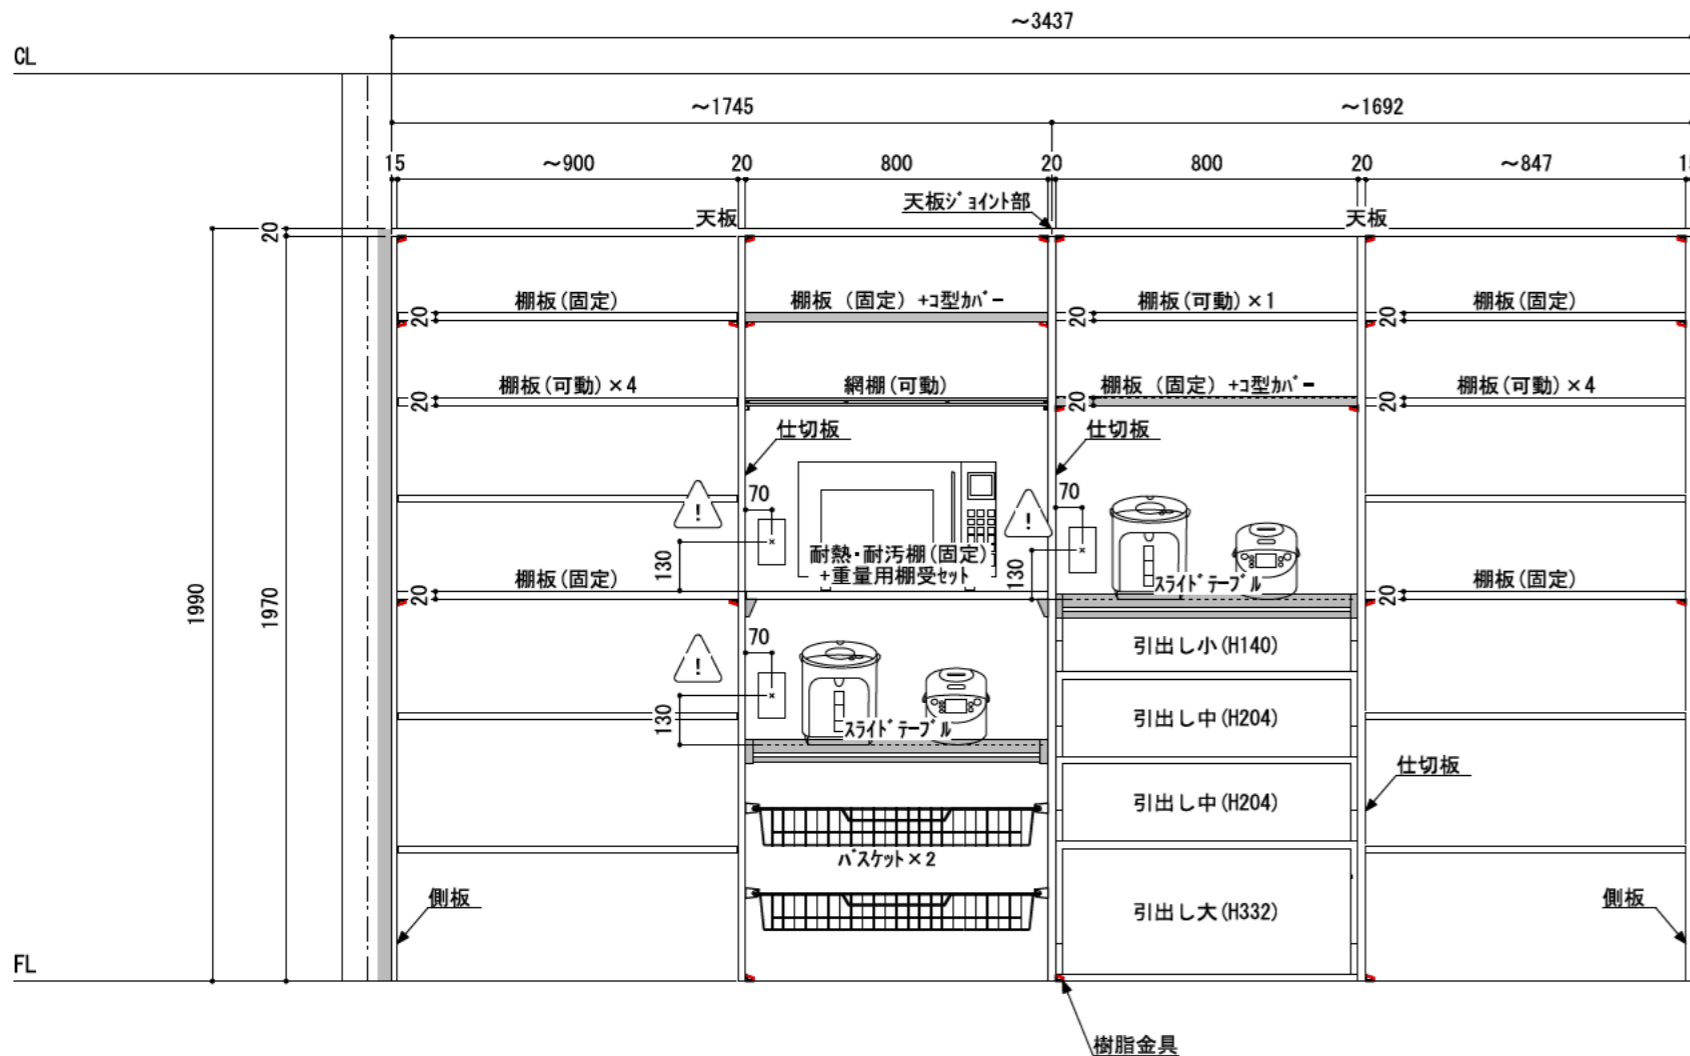 ~3437
CL
~1745
~1692
15
~900
20
800
20
800
20
~847
15
天板ジョイント部
天板
天板
20
棚板(固定)
棚板（固定）+コ型カバー
棚板(可動)×1
棚板(固定)
20
20
20
棚板(可動)×4
網棚(可動)
棚板（固定）+コ型カバー
棚板(可動)×4
20
20
20
仕切板
仕切板
70
70
!
!
130
耐熱・耐汚棚(固定)
+重量用棚受セット
130
スライドテーブル
棚板(固定)
棚板(固定)
20
20
1990
1970
70
!
130
スライドテーブル
引出し小(H140)
引出し中(H204)
引出し中(H204)
仕切板
バスケット×2
側板
引出し大(H332)
側板
FL
樹脂金具